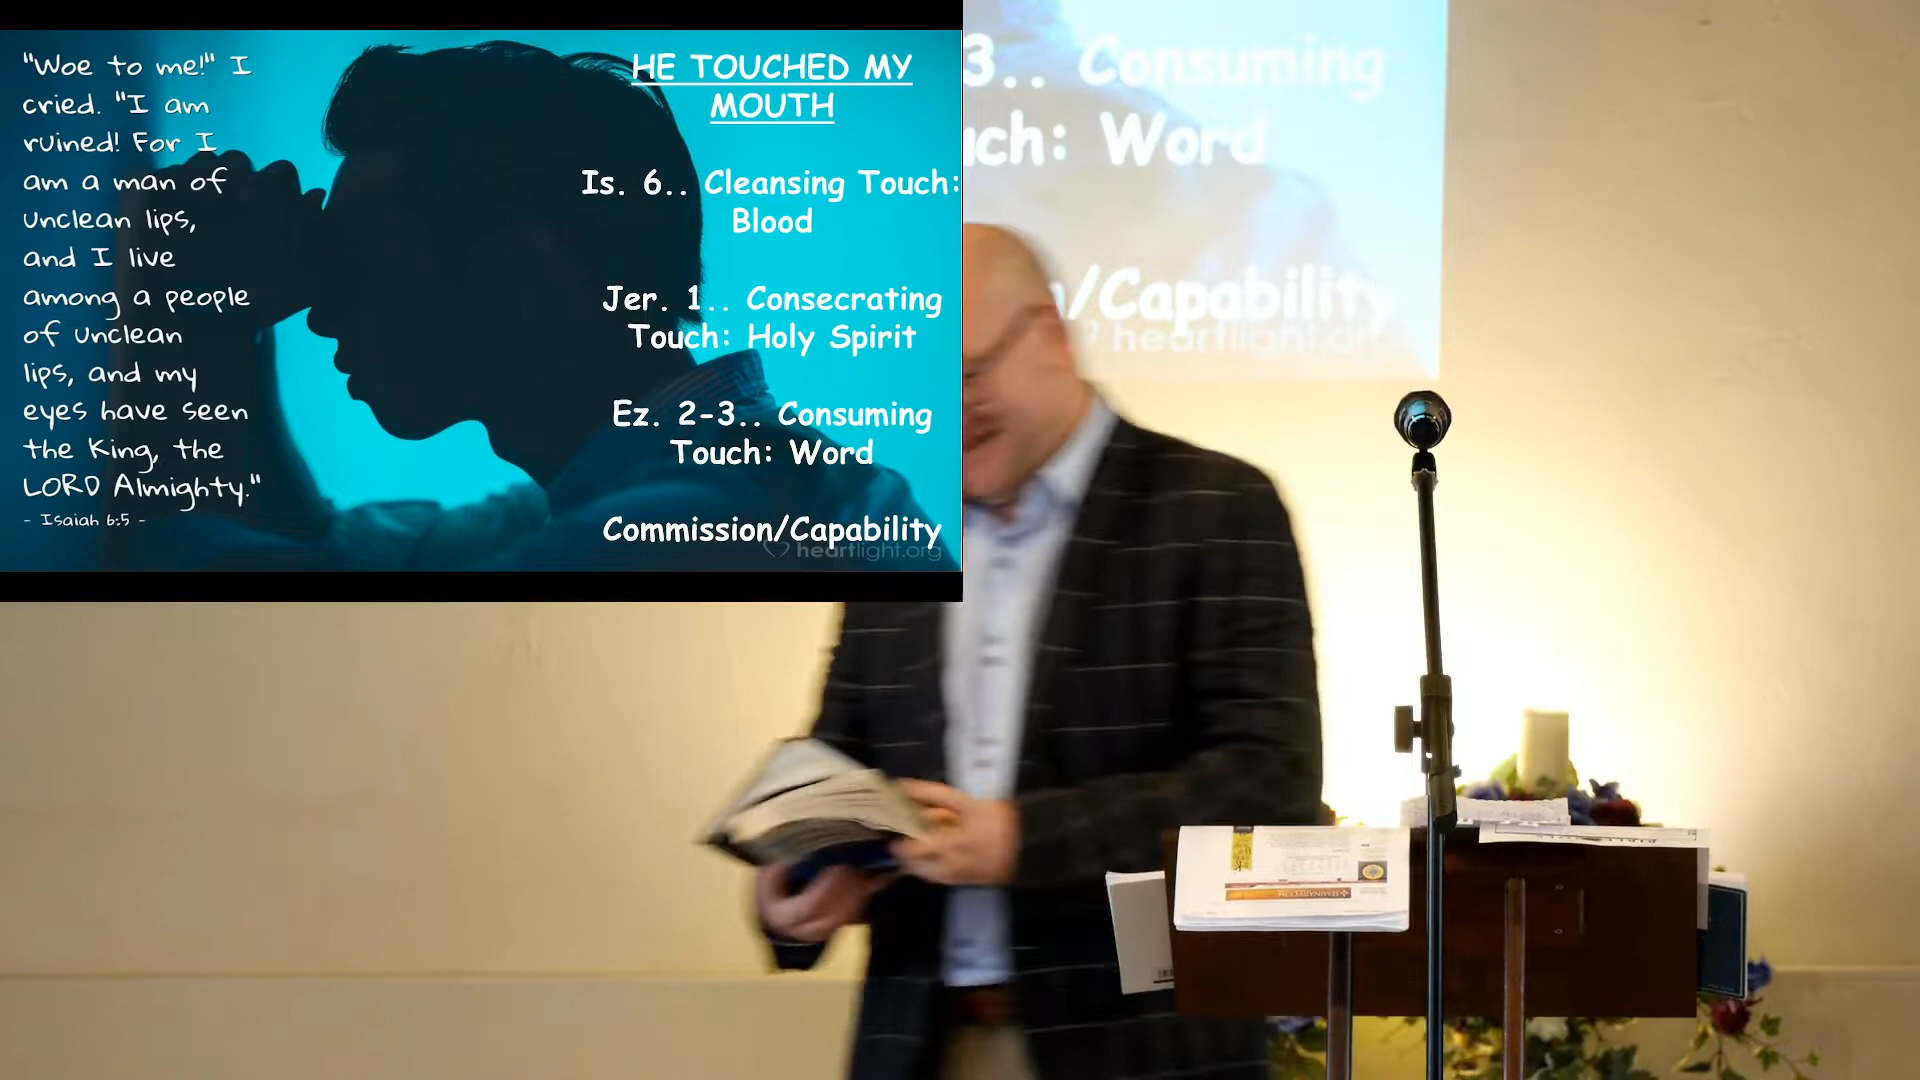 "Woe to me!" I
cried. "I am
ruined! For I
am a man of
unclean lips,
and I live
among a people
of unclean
lips, and my
eyes have seen
the King, the
LORD Almighty."
- Isaiah 6:5 -
HE TOUCHED MY
MOUTH
Is. 6.. Cleansing Touch:
Blood
Jer. 1.. Consecrating
Touch: Holy Spirit
Ez. 2-3.. Consuming
Touch: Word
Commission/Capability
heartlight.org
3.. Consuming
uch: Word
n/Capability
heartlight.org